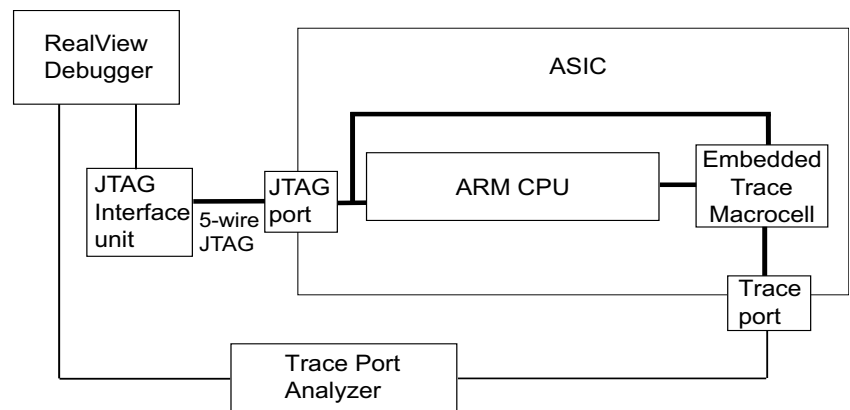 RealView
Debugger
ASIC
JTAG
Interface
unit
5-wire
JTAG
JTAG
port
ARM CPU
Embedded
Trace
Macrocell
Trace
port
Trace Port
Analyzer